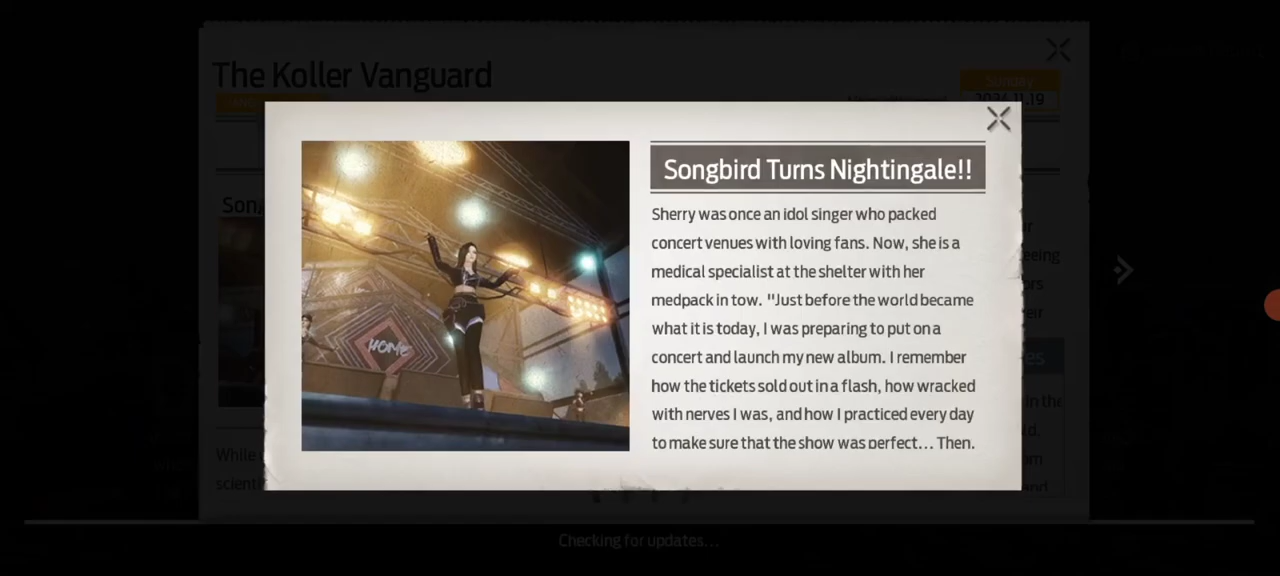 The Koller Vanguard
Sunday
Songbird Turns Nightingale!!
Sherry was once an idol singer who packed
concert venues with loving fans. Now, she is a
medical specialist at the shelter with her
medpack in tow. "Just before the world became
what it is today, I was preparing to put on a
concert and launch my new album. I remember
how the tickets sold out in a flash, how wracked
with nerves I was, and how I practiced every day
to make sure that the show was perfect... Then.
HOME
Son
While
scienti
Checking for updates...